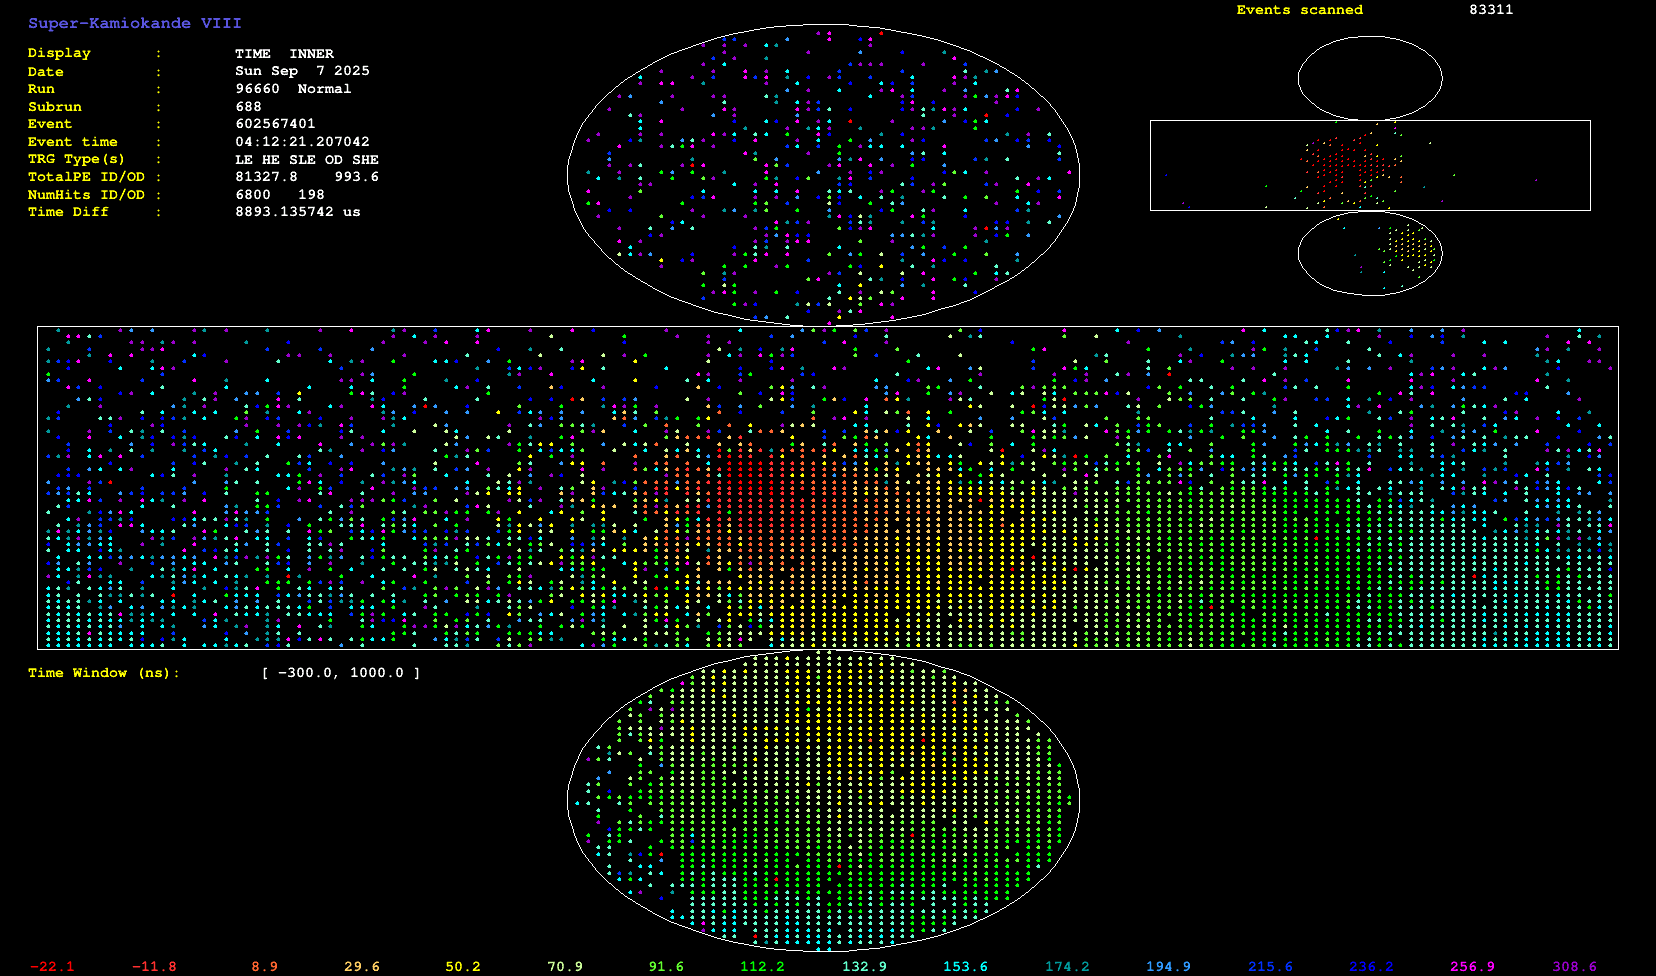 Super-Kamiokande VIII
Display : TIME INNER
Date : Sun Sep 7 2025
Run : 96660 Normal
Subrun : 688
Event : 602567401
Event time : 04:12:21.207042
TRG Type(s) : LE HE SLE OD SHE
TotalPE ID/OD : 81327.8 993.6
NumHits ID/OD : 6800 198
Time Diff : 8893.135742 us
Events scanned 83311
Time Window (ns): [ -300.0, 1000.0 ]
-22.1 -11.8 8.9 29.6 50.2 70.9 91.6 112.2 132.9 153.6 174.2 194.9 215.6 236.2 256.9 308.6